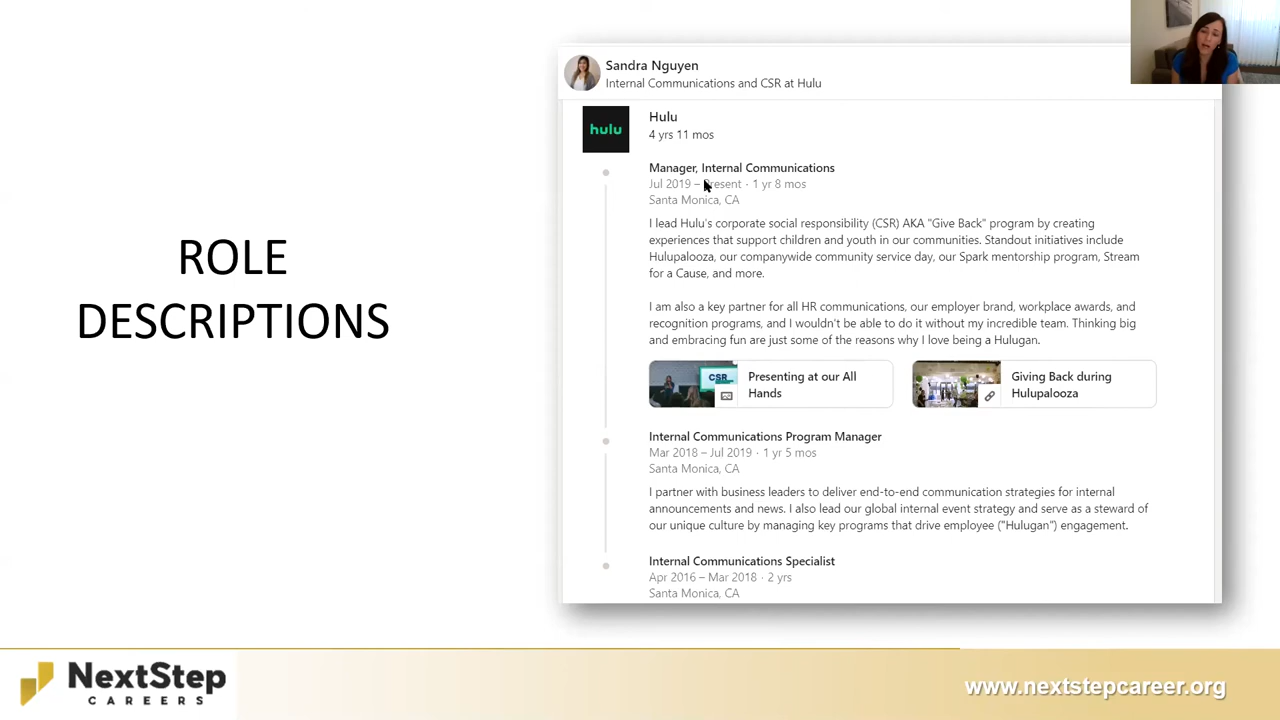 ROLE
DESCRIPTIONS
Sandra Nguyen
Internal Communications and CSR at Hulu
hulu
Hulu
4 yrs 11 mos
Manager, Internal Communications
Jul 2019 – Present · 1 yr 8 mos
Santa Monica, CA
I lead Hulu's corporate social responsibility (CSR) AKA "Give Back" program by creating
experiences that support children and youth in our communities. Standout initiatives include
Hulupalooza, our companywide community service day, our Spark mentorship program, Stream
for a Cause, and more.
I am also a key partner for all HR communications, our employer brand, workplace awards, and
recognition programs, and I wouldn't be able to do it without my incredible team. Thinking big
and embracing fun are just some of the reasons why I love being a Hulugan.
CSR
Presenting at our All
Hands
Giving Back during
Hulupalooza
Internal Communications Program Manager
Mar 2018 – Jul 2019 · 1 yr 5 mos
Santa Monica, CA
I partner with business leaders to deliver end-to-end communication strategies for internal
announcements and news. I also lead our global internal event strategy and serve as a steward of
our unique culture by managing key programs that drive employee ("Hulugan") engagement.
Internal Communications Specialist
Apr 2016 – Mar 2018 · 2 yrs
Santa Monica, CA
NextStep
CAREERS
www.nextstepcareer.org